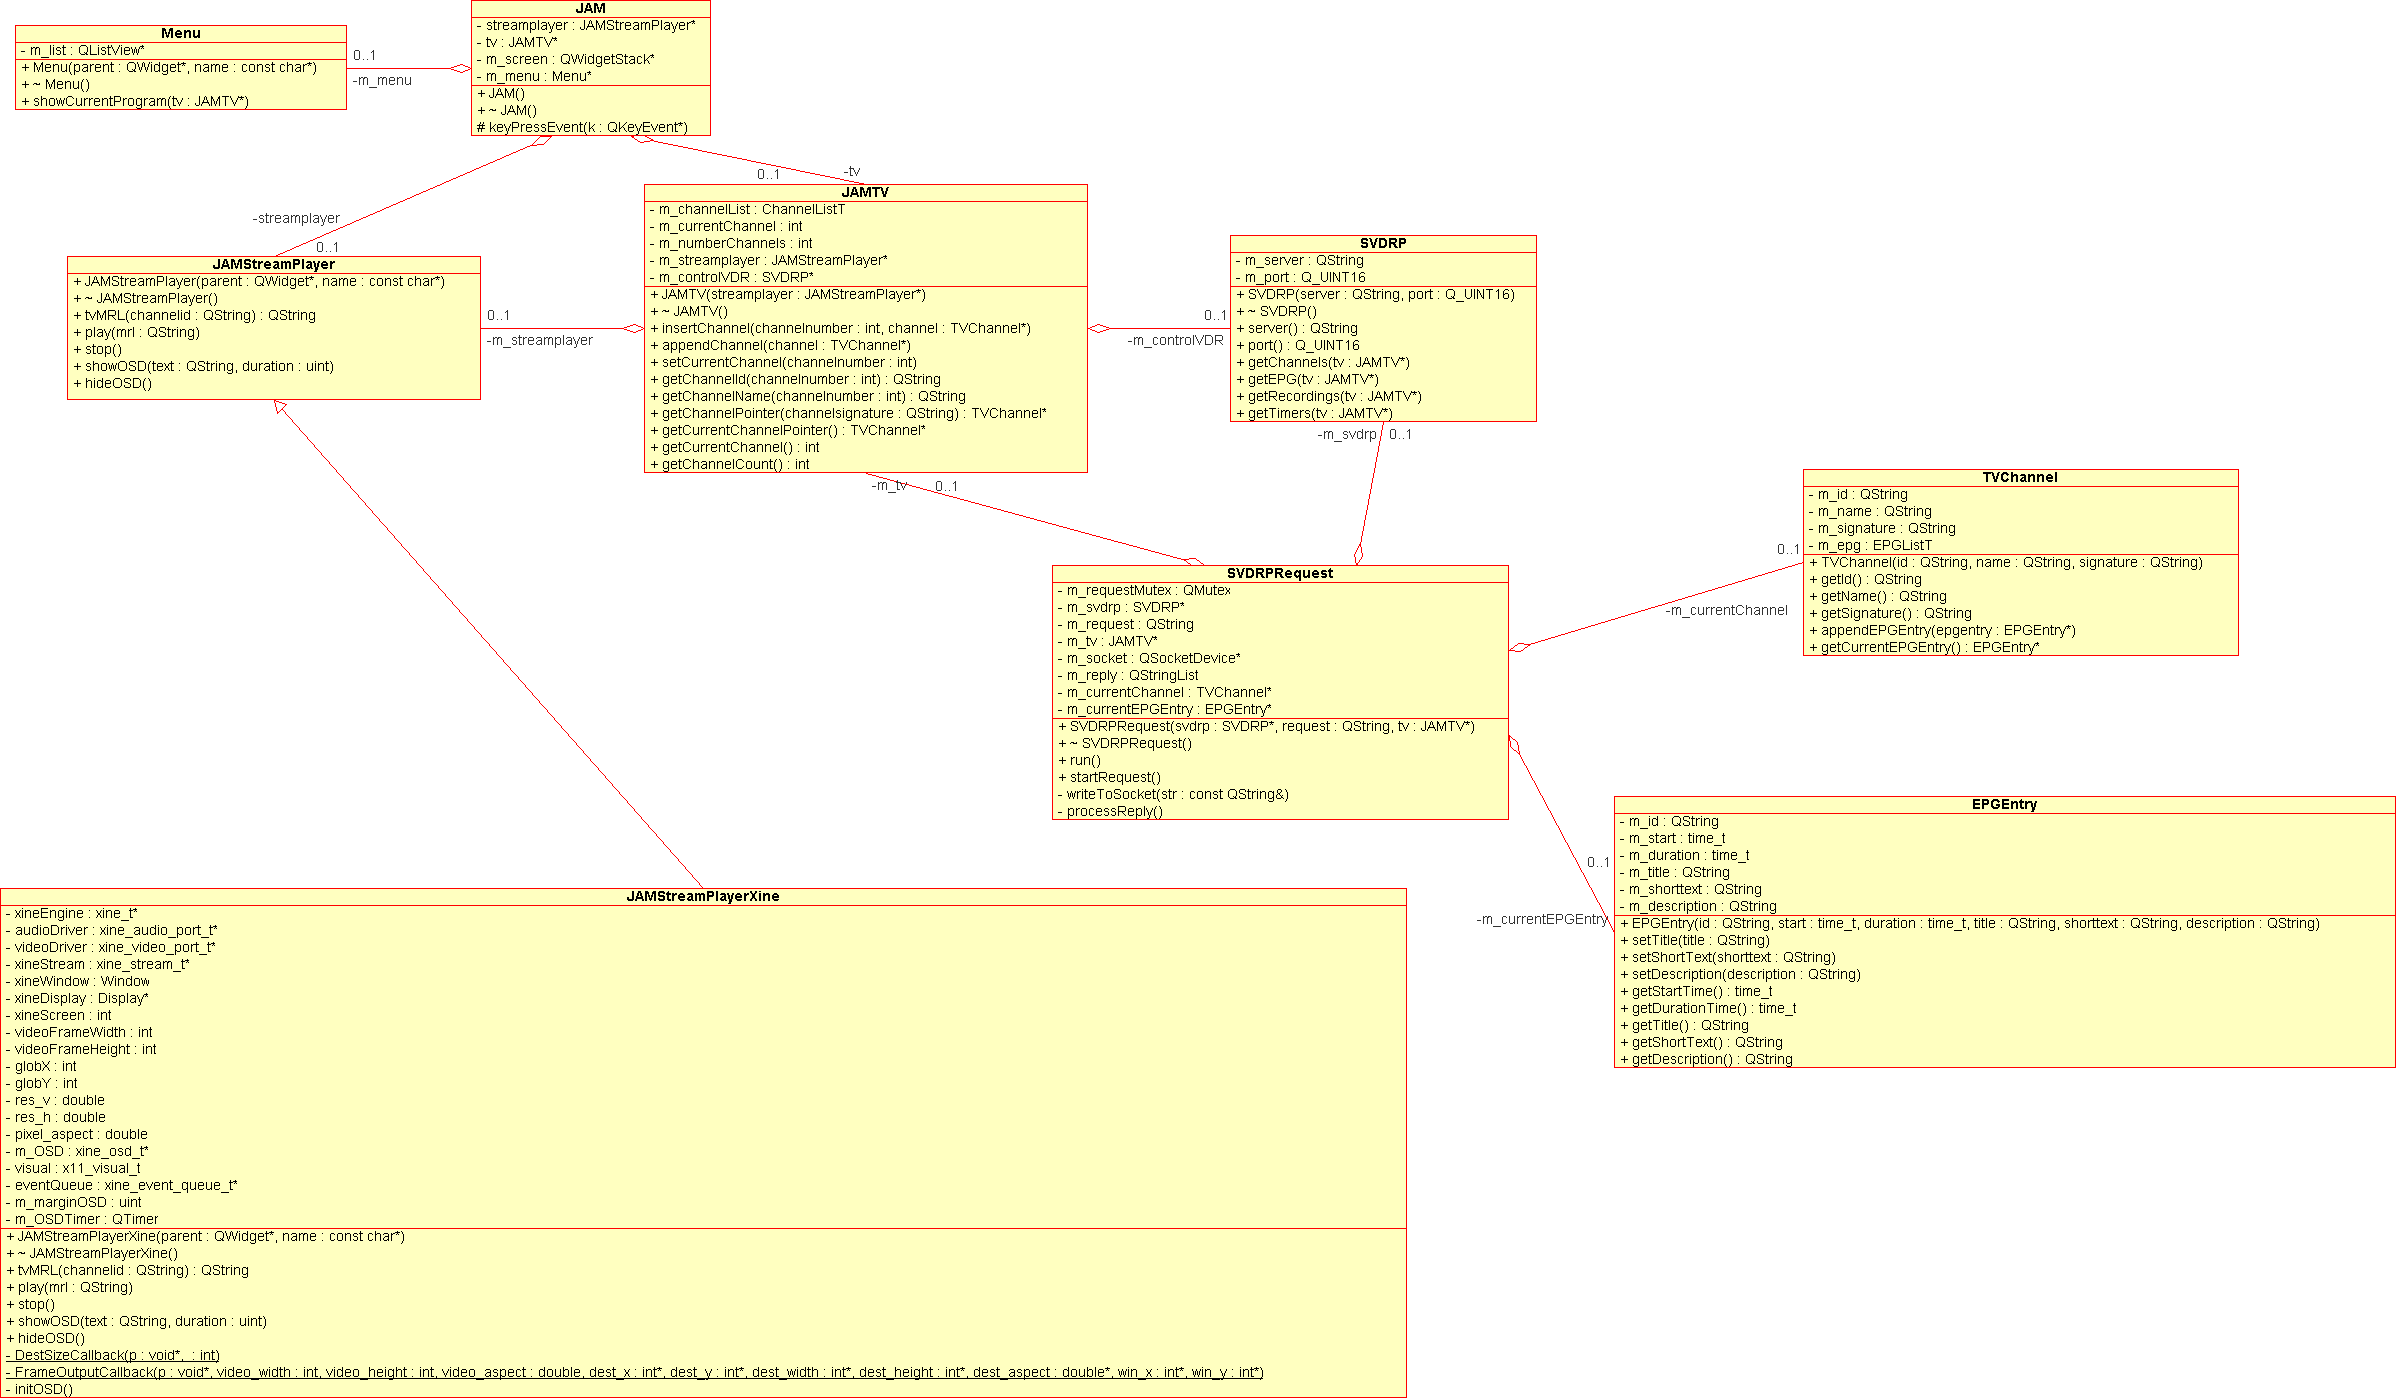 Menu
- m_list : QListView*
+ Menu(parent : QWidget*, name : const char*)
+ ~ Menu()
+ showCurrentProgram(tv : JAMTV*)
0..1
-m_menu
JAM
- streamplayer : JAMStreamPlayer*
- tv : JAMTV*
- m_screen : QWidgetStack*
- m_menu : Menu*
+ JAM()
+ ~ JAM()
# keyPressEvent(k : QKeyEvent*)
-streamplayer
0..1
0..1
-tv
JAMStreamPlayer
+ JAMStreamPlayer(parent : QWidget*, name : const char*)
+ ~ JAMStreamPlayer()
+ tvMRL(channelid : QString) : QString
+ play(mrl : QString)
+ stop()
+ showOSD(text : QString, duration : uint)
+ hideOSD()
0..1
-m_streamplayer
JAMTV
- m_channelList : ChannelListT
- m_currentChannel : int
- m_numberChannels : int
- m_streamplayer : JAMStreamPlayer*
- m_controlVDR : SVDRP*
+ JAMTV(streamplayer : JAMStreamPlayer*)
+ ~ JAMTV()
+ insertChannel(channelnumber : int, channel : TVChannel*)
+ appendChannel(channel : TVChannel*)
+ setCurrentChannel(channelnumber : int)
+ getChannelId(channelnumber : int) : QString
+ getChannelName(channelnumber : int) : QString
+ getChannelPointer(channelsignature : QString) : TVChannel*
+ getCurrentChannelPointer() : TVChannel*
+ getCurrentChannel() : int
+ getChannelCount() : int
0..1
-m_controlVDR
SVDRP
- m_server : QString
- m_port : Q_UINT16
+ SVDRP(server : QString, port : Q_UINT16)
+ ~ SVDRP()
+ server() : QString
+ port() : Q_UINT16
+ getChannels(tv : JAMTV*)
+ getEPG(tv : JAMTV*)
+ getRecordings(tv : JAMTV*)
+ getTimers(tv : JAMTV*)
-m_svdrp
0..1
-m_tv
0..1
TVChannel
- m_id : QString
- m_name : QString
- m_signature : QString
- m_epg : EPGListT
+ TVChannel(id : QString, name : QString, signature : QString)
+ getId() : QString
+ getName() : QString
+ getSignature() : QString
+ appendEPGEntry(epgentry : EPGEntry*)
+ getCurrentEPGEntry() : EPGEntry*
0..1
-m_currentChannel
SVDRPRequest
- m_requestMutex : QMutex
- m_svdrp : SVDRP*
- m_request : QString
- m_tv : JAMTV*
- m_socket : QSocketDevice*
- m_reply : QStringList
- m_currentChannel : TVChannel*
- m_currentEPGEntry : EPGEntry*
+ SVDRPRequest(svdrp : SVDRP*, request : QString, tv : JAMTV*)
+ ~ SVDRPRequest()
+ run()
+ startRequest()
- writeToSocket(str : const QString&)
- processReply()
0..1
-m_currentEPGEntry
EPGEntry
- m_id : QString
- m_start : time_t
- m_duration : time_t
- m_title : QString
- m_shorttext : QString
- m_description : QString
+ EPGEntry(id : QString, start : time_t, duration : time_t, title : QString, shorttext : QString, description : QString)
+ setTitle(title : QString)
+ setShortText(shorttext : QString)
+ setDescription(description : QString)
+ getStartTime() : time_t
+ getDurationTime() : time_t
+ getTitle() : QString
+ getShortText() : QString
+ getDescription() : QString
JAMStreamPlayerXine
- xineEngine : xine_t*
- audioDriver : xine_audio_port_t*
- videoDriver : xine_video_port_t*
- xineStream : xine_stream_t*
- xineWindow : Window
- xineDisplay : Display*
- xineScreen : int
- videoFrameWidth : int
- videoFrameHeight : int
- globX : int
- globY : int
- res_v : double
- res_h : double
- pixel_aspect : double
- m_OSD : xine_osd_t*
- visual : x11_visual_t
- eventQueue : xine_event_queue_t*
- m_marginOSD : uint
- m_OSDTimer : QTimer
+ JAMStreamPlayerXine(parent : QWidget*, name : const char*)
+ ~ JAMStreamPlayerXine()
+ tvMRL(channelid : QString) : QString
+ play(mrl : QString)
+ stop()
+ showOSD(text : QString, duration : uint)
+ hideOSD()
- DestSizeCallback(p : void*, : int)
- FrameOutputCallback(p : void*, video_width : int, video_height : int, video_aspect : double, dest_x : int*, dest_y : int*, dest_width : int*, dest_height : int*, dest_aspect : double*, win_x : int*, win_y : int*)
- initOSD()